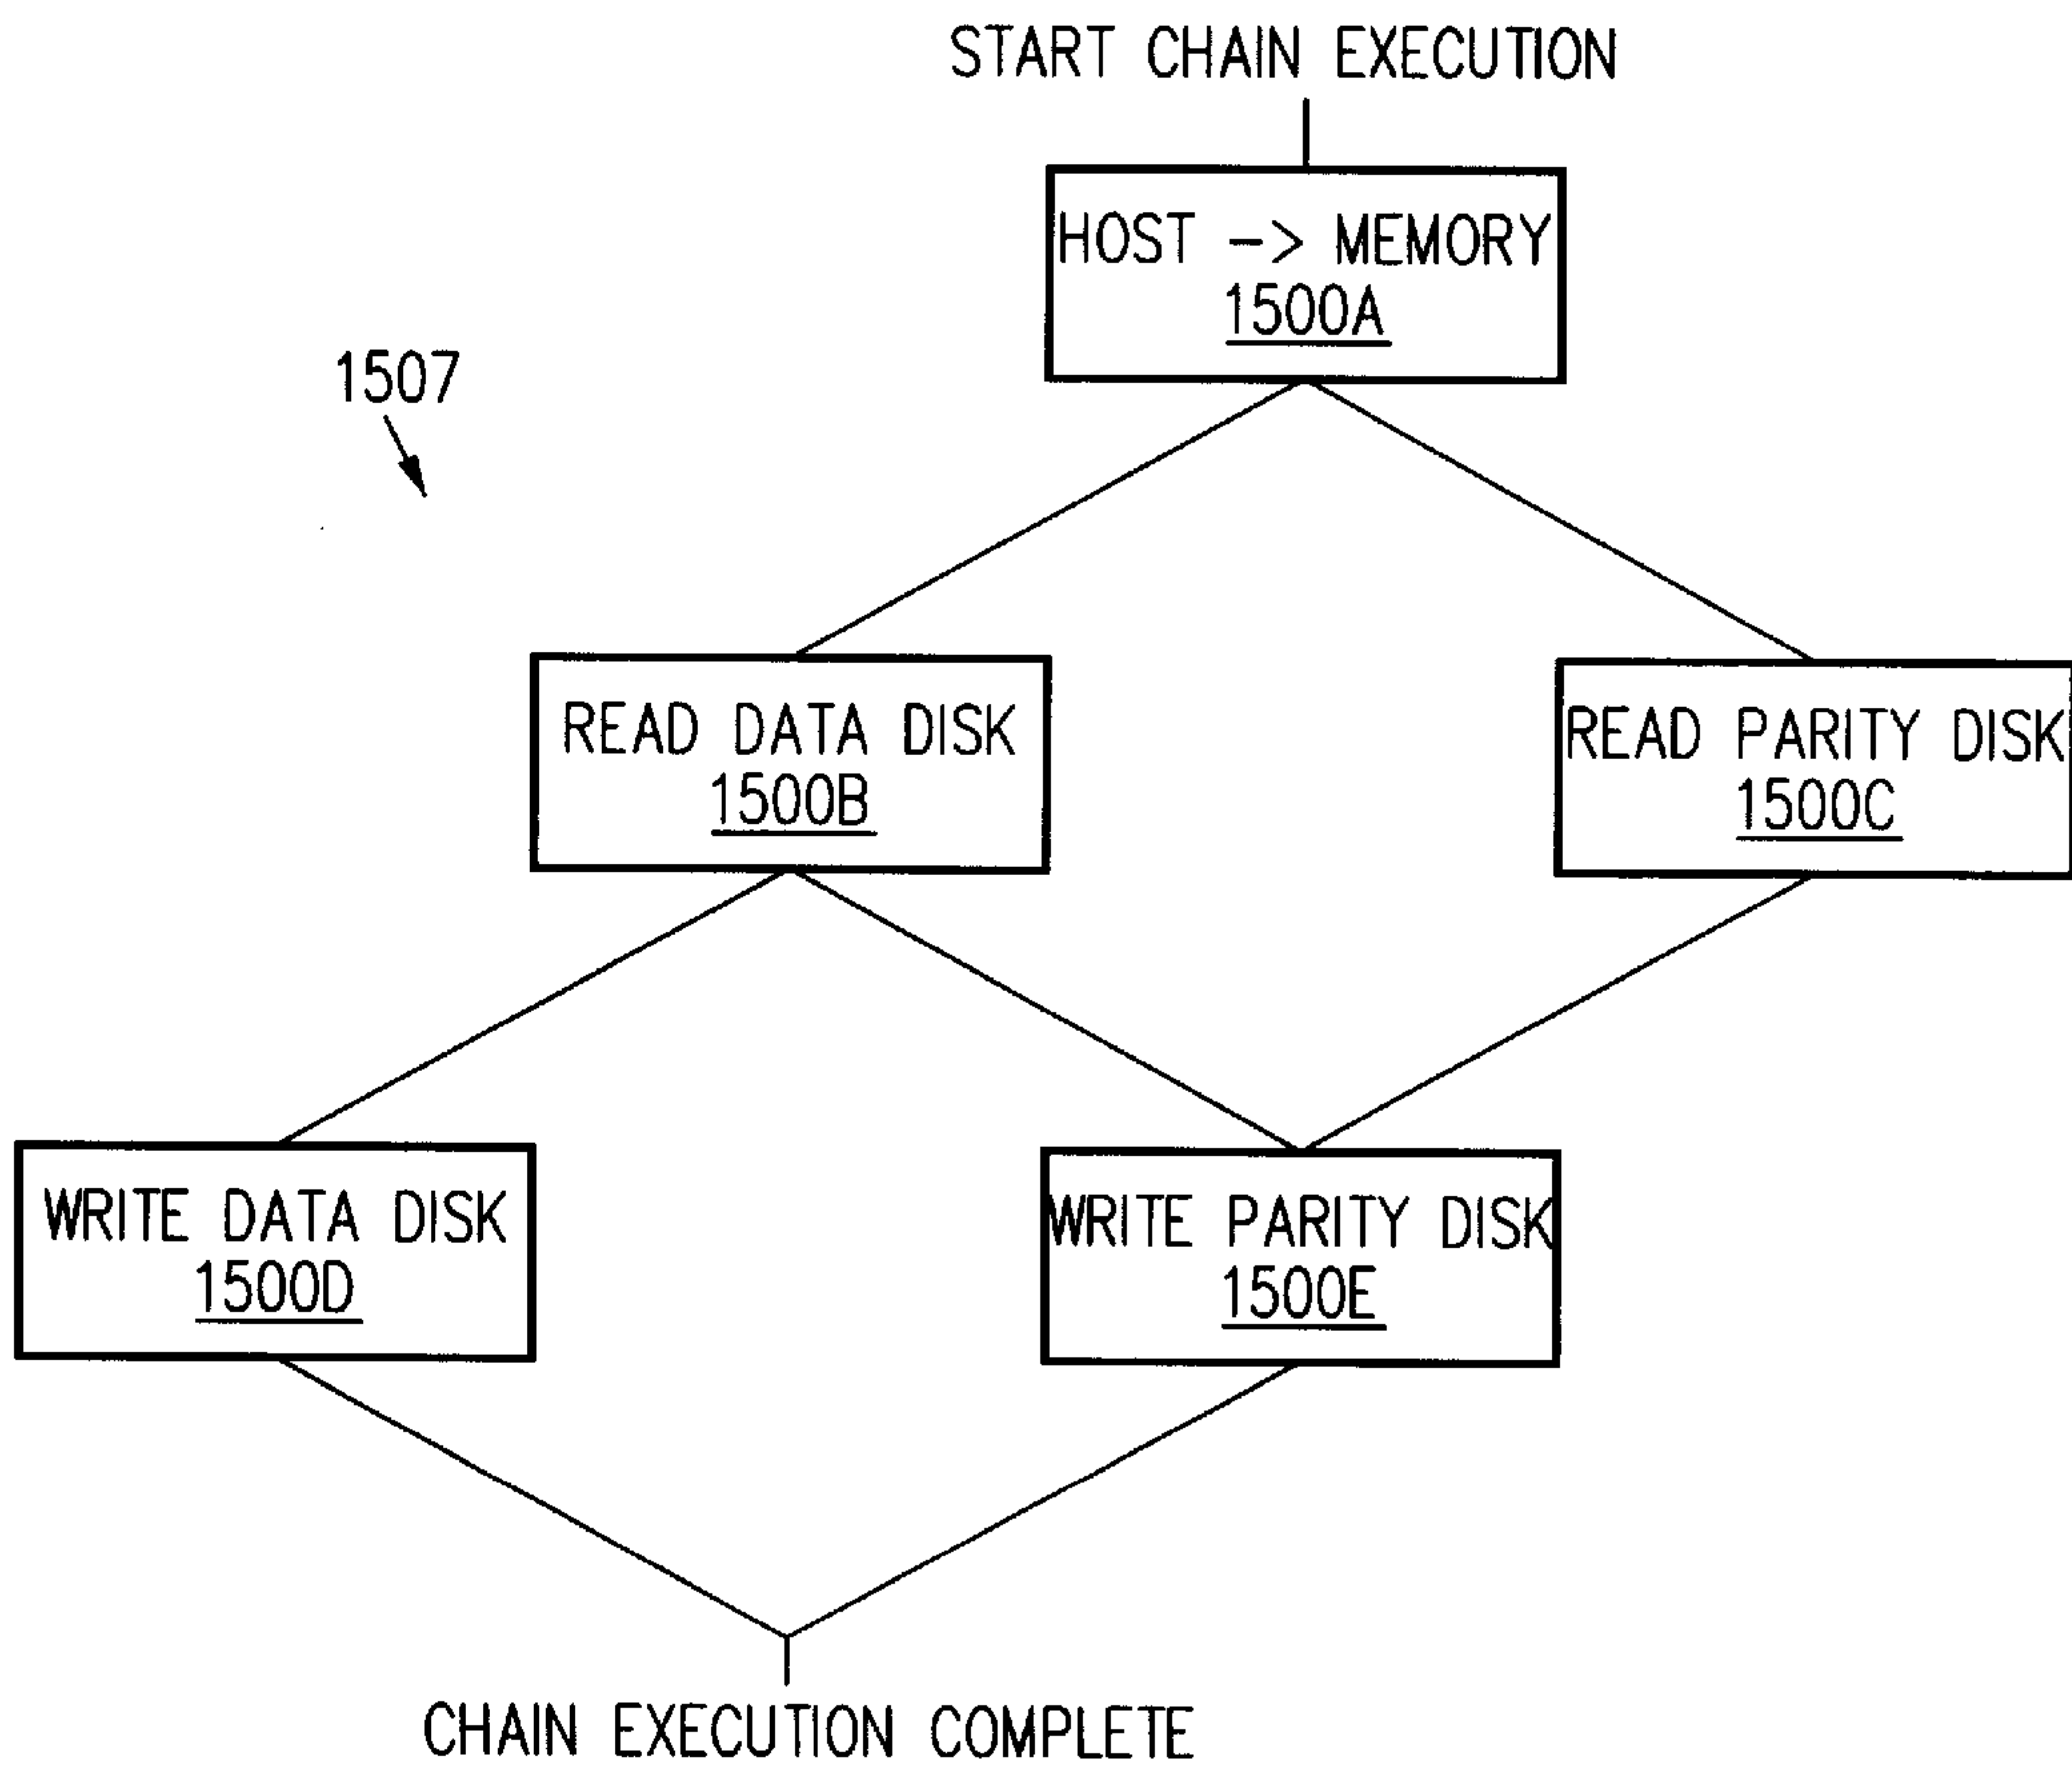 START CHAIN EXECUTION
HOST -> MEMORY
1500A
1507
READ DATA DISK
1500B
READ PARITY DISK
1500C
WRITE DATA DISK
1500D
WRITE PARITY DISK
1500E
CHAIN EXECUTION COMPLETE